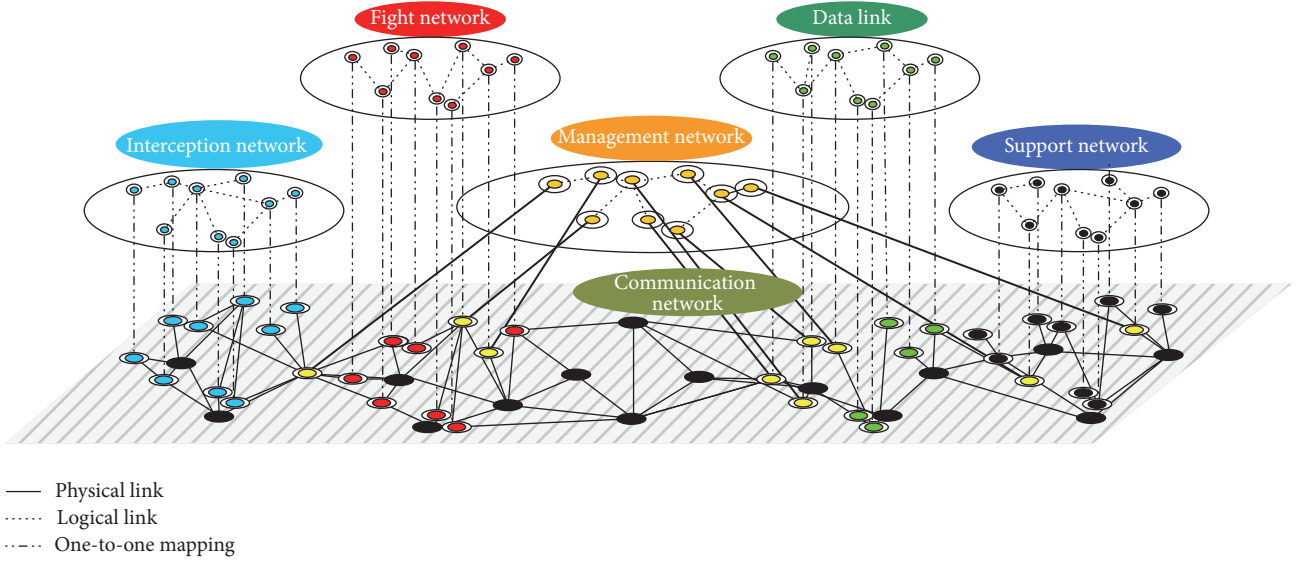 Fight network
Data link
Interception network
Management network
Support network
Communication
network
Physical link
Logical link
One-to-one mapping